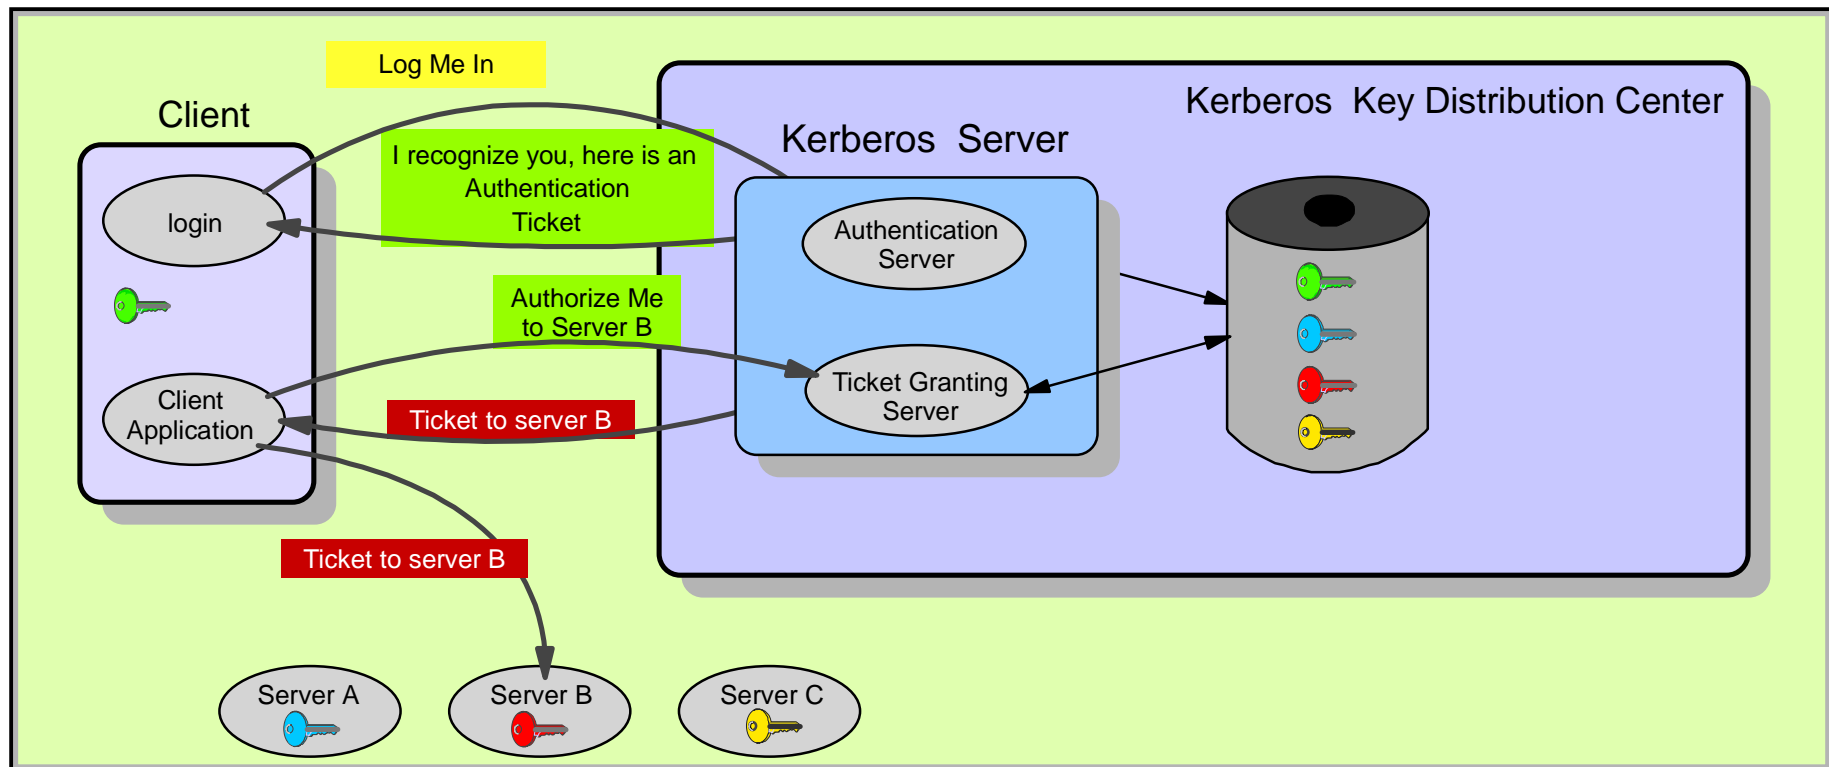 Log Me In
Client
Kerberos Key Distribution Center
Kerberos Server
I recognize you, here is an
Authentication
Ticket
login
Authentication
Server
Authorize Me
to Server B
Client
Application
Ticket Granting
Server
Ticket to server B
Ticket to server B
Server A
Server B
Server C